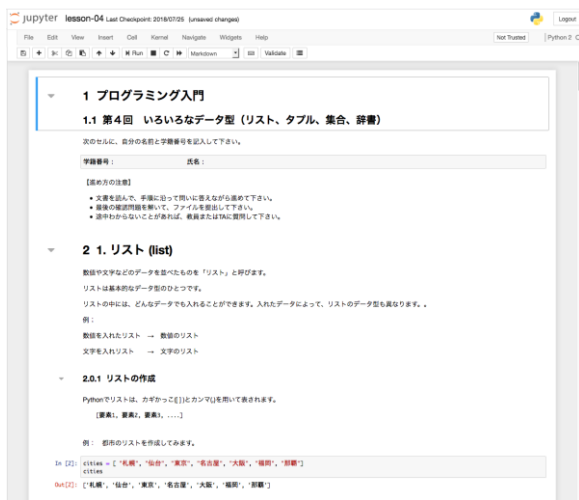 jupyter lesson-04 Last Checkpoint: 2018/07/25 (unsaved changes)
Logout
File Edit View Insert Cell Kernel Navigate Widgets Help
Not Trusted Python 2
Run Markdown Validate
1 プログラミング入門
1.1 第4回 いろいろなデータ型（リスト、タプル、集合、辞書）
次のセルに、自分の名前と学籍番号を記入して下さい。
学籍番号： 氏名：
【進め方の注意】
• 文書を読んで、手順に沿って問いに答えながら進めて下さい。
• 最後の確認問題を解いて、ファイルを提出して下さい。
• 途中わからないことがあれば、教員またはTAに質問して下さい。
2 1. リスト (list)
数値や文字などのデータを並べたものを「リスト」と呼びます。
リストは基本的なデータ型のひとつです。
リストの中には、どんなデータでも入れることができます。入れたデータによって、リストのデータ型も異なります。。
例：
数値を入れたリスト → 数値のリスト
文字を入れリスト → 文字のリスト
2.0.1 リストの作成
Pythonでリストは、カギかっこ([ ])とカンマ(,)を用いて表されます。
[要素1, 要素2, 要素3, ....]
例： 都市のリストを作成してみます。
In [2]: cities = [ '札幌', '仙台', '東京', '名古屋', '大阪', '福岡', '那覇']
cities
Out[2]: ['札幌', '仙台', '東京', '名古屋', '大阪', '福岡', '那覇']